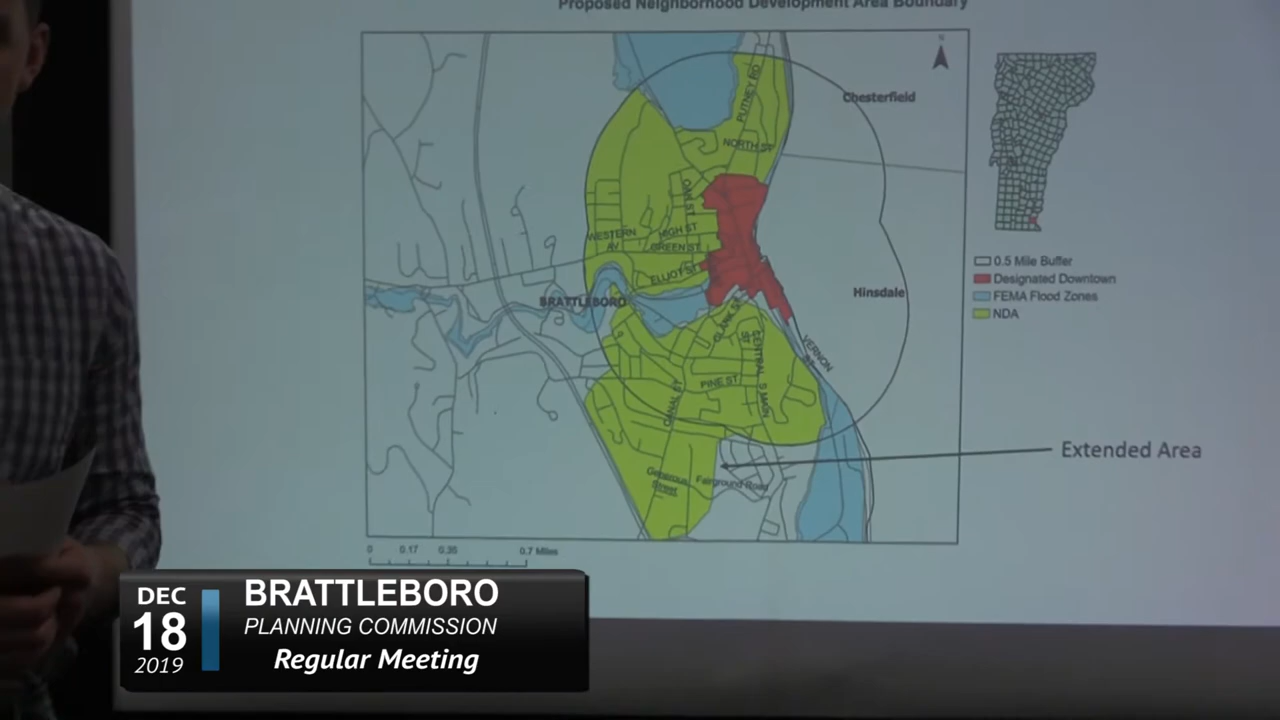 Proposed Neighborhood Development Area Boundary
N
Chesterfield
PUTNEY RD
NORTH ST
OAK ST
WESTERN
AV
HIGH ST
GREEN ST
ELLIOT ST
BRATTLEBORO
Hinsdale
0.5 Mile Buffer
Designated Downtown
FEMA Flood Zones
NDA
CLARK ST
CENTRAL
ST
VERNON
PINE ST
CANAL ST
S MAIN
Extended Area
Generous
Street
Fairground Road
0 0.17 0.35 0.7 Miles
DEC
18
2019
BRATTLEBORO
PLANNING COMMISSION
Regular Meeting